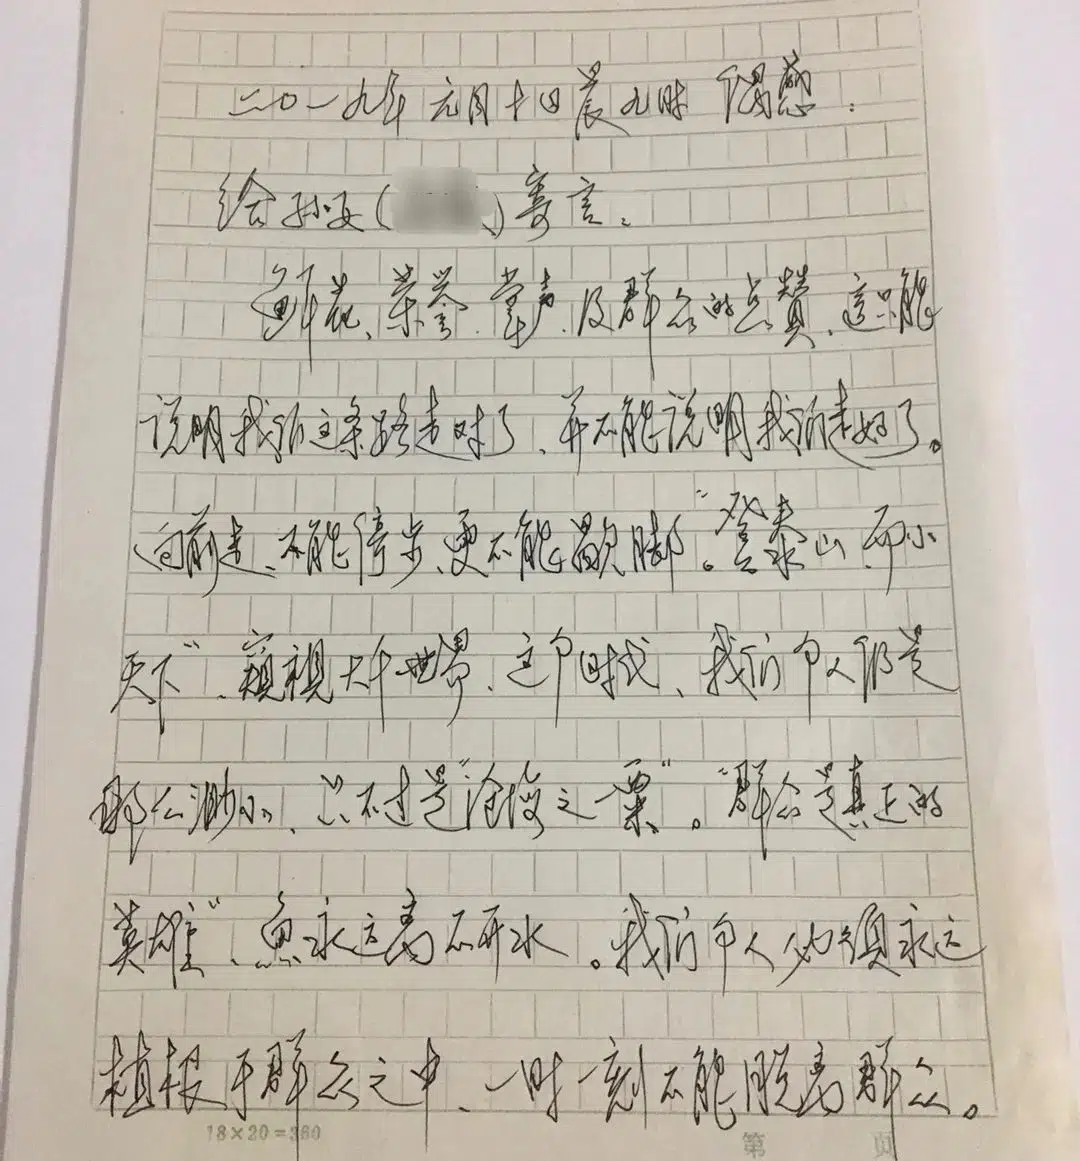 二〇一九年元月十四晨九时偶感:
给孙女()寄言。
鲜花、荣誉、掌声、及群众的点赞、这只能
说明我们这条路走对了、并不能说明我们走好了。
向前走、不能停步、更不能歇脚。“登泰山而小
天下”、窥视大千世界、这个时代、我们个人仍是
那么渺小、只不过是“沧海之一粟”。“群众是真正的
英雄”、鱼永远离不开水。我们个人必须永远
植根于群众之中、一时一刻不能脱离群众。
18×20=360
第 页